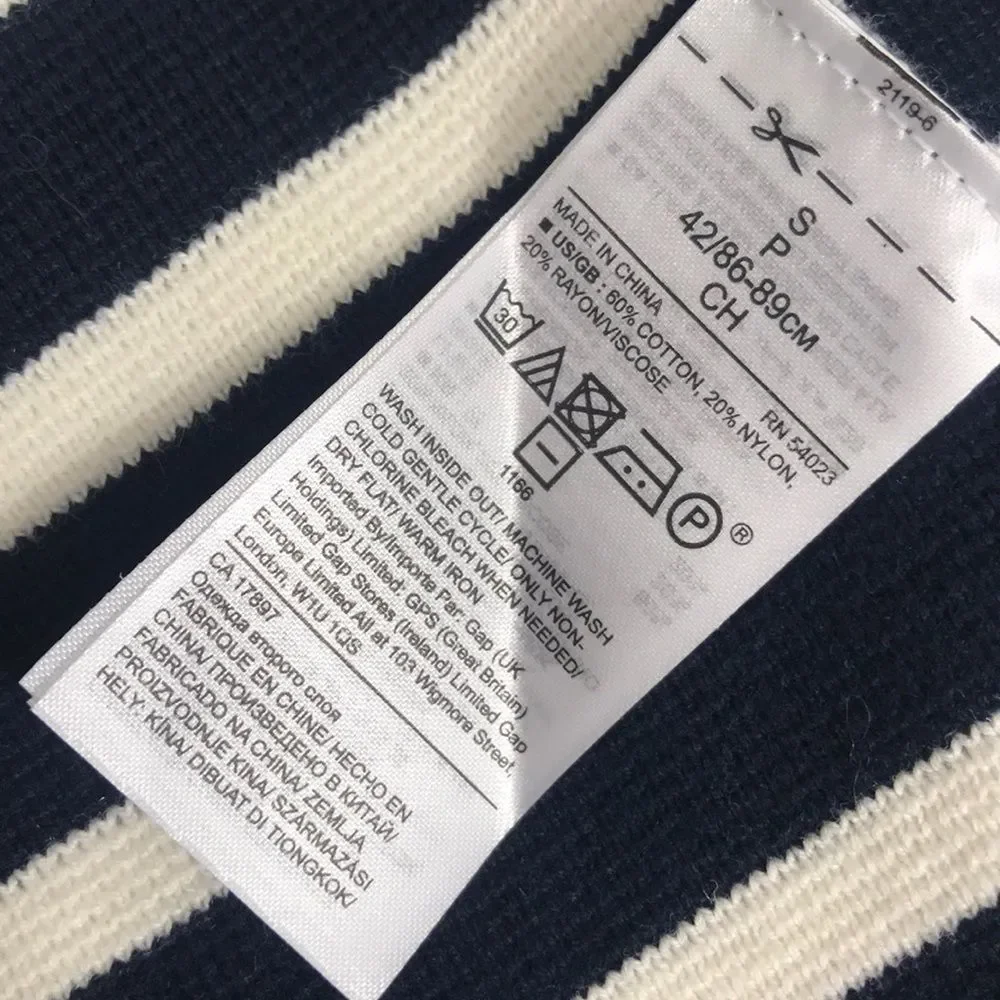 2119-6
S
P
42/86-89CM
CH
MADE IN CHINA RN 54023
■ US/GB : 60% COTTON, 20% NYLON,
20% RAYON/VISCOSE
30
P ®
1166
WASH INSIDE OUT/ MACHINE WASH
COLD GENTLE CYCLE/ ONLY NON-
CHLORINE BLEACH WHEN NEEDED/
DRY FLAT/ WARM IRON
Imported By/Importe Par: Gap (UK
Holdings) Limited: GPS (Great Britain)
Limited Gap Stores (Ireland) Limited Gap
Europe Limited All at 103 Wigmore Street,
London, W1U 1QS
CA 17897
Одежда второго слоя
FABRIQUE EN CHINE/ HECHO EN
CHINA/ ПРОИЗВЕДЕНО В КИТАЙ/
FABRICADO NA CHINA/ ZEMLJA
PROIZVODNJE KINA/ SZÁRMAZÁSI
HELY: KÍNA/ DIBUAT DI TIONGKOK/